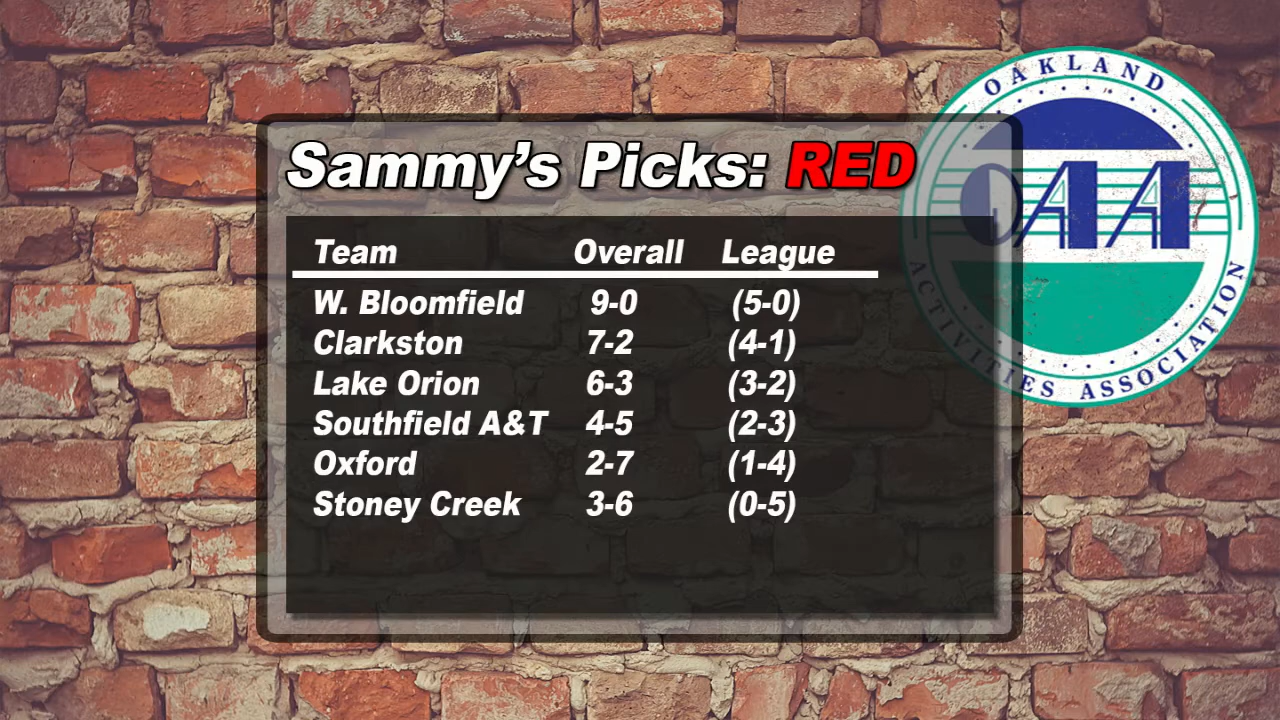 Sammy's Picks: RED
Team Overall League
W. Bloomfield 9-0 (5-0)
Clarkston 7-2 (4-1)
Lake Orion 6-3 (3-2)
Southfield A&T 4-5 (2-3)
Oxford 2-7 (1-4)
Stoney Creek 3-6 (0-5)
OAKLAND
OAA
ACTIVITIES ASSOCIATION